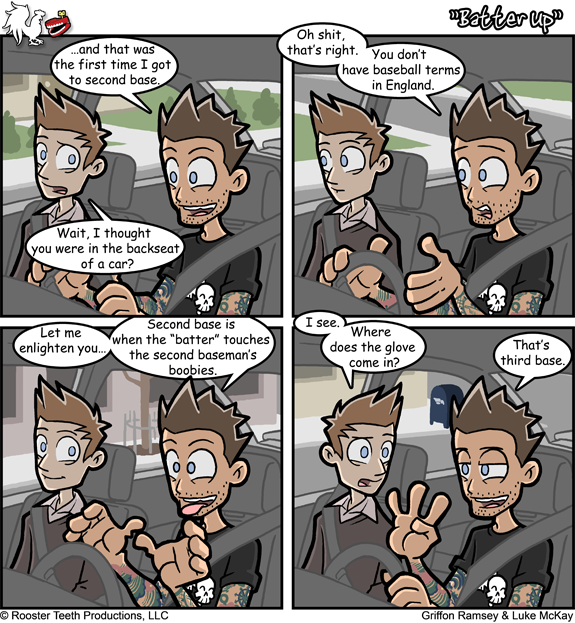 "Batter up"
...and that was
the first time I got
to second base.
Wait, I thought
you were in the backseat
of a car?
Oh shit,
that's right.
You don't
have baseball terms
in England.
Let me
enlighten you...
Second base is
when the "batter" touches
the second baseman's
boobies.
I see.
Where
does the glove
come in?
That's
third base.
© Rooster Teeth Productions, LLC
Griffon Ramsey & Luke McKay